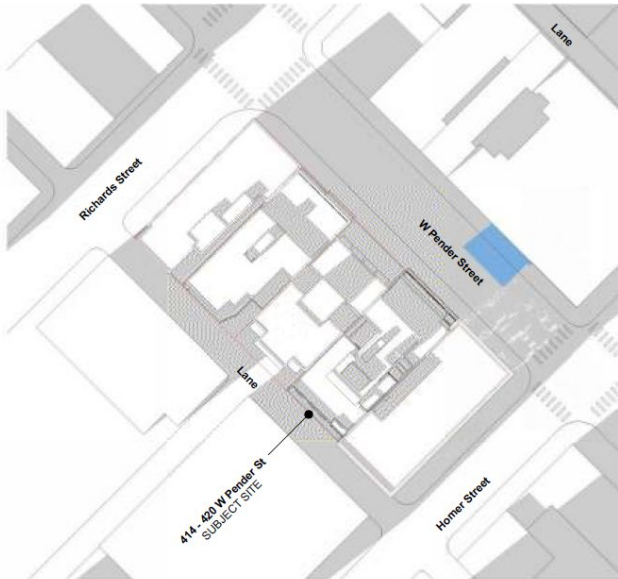 Lane
Richards Street
W Pender Street
Lane
414 - 420 W Pender St
SUBJECT SITE
Homer Street